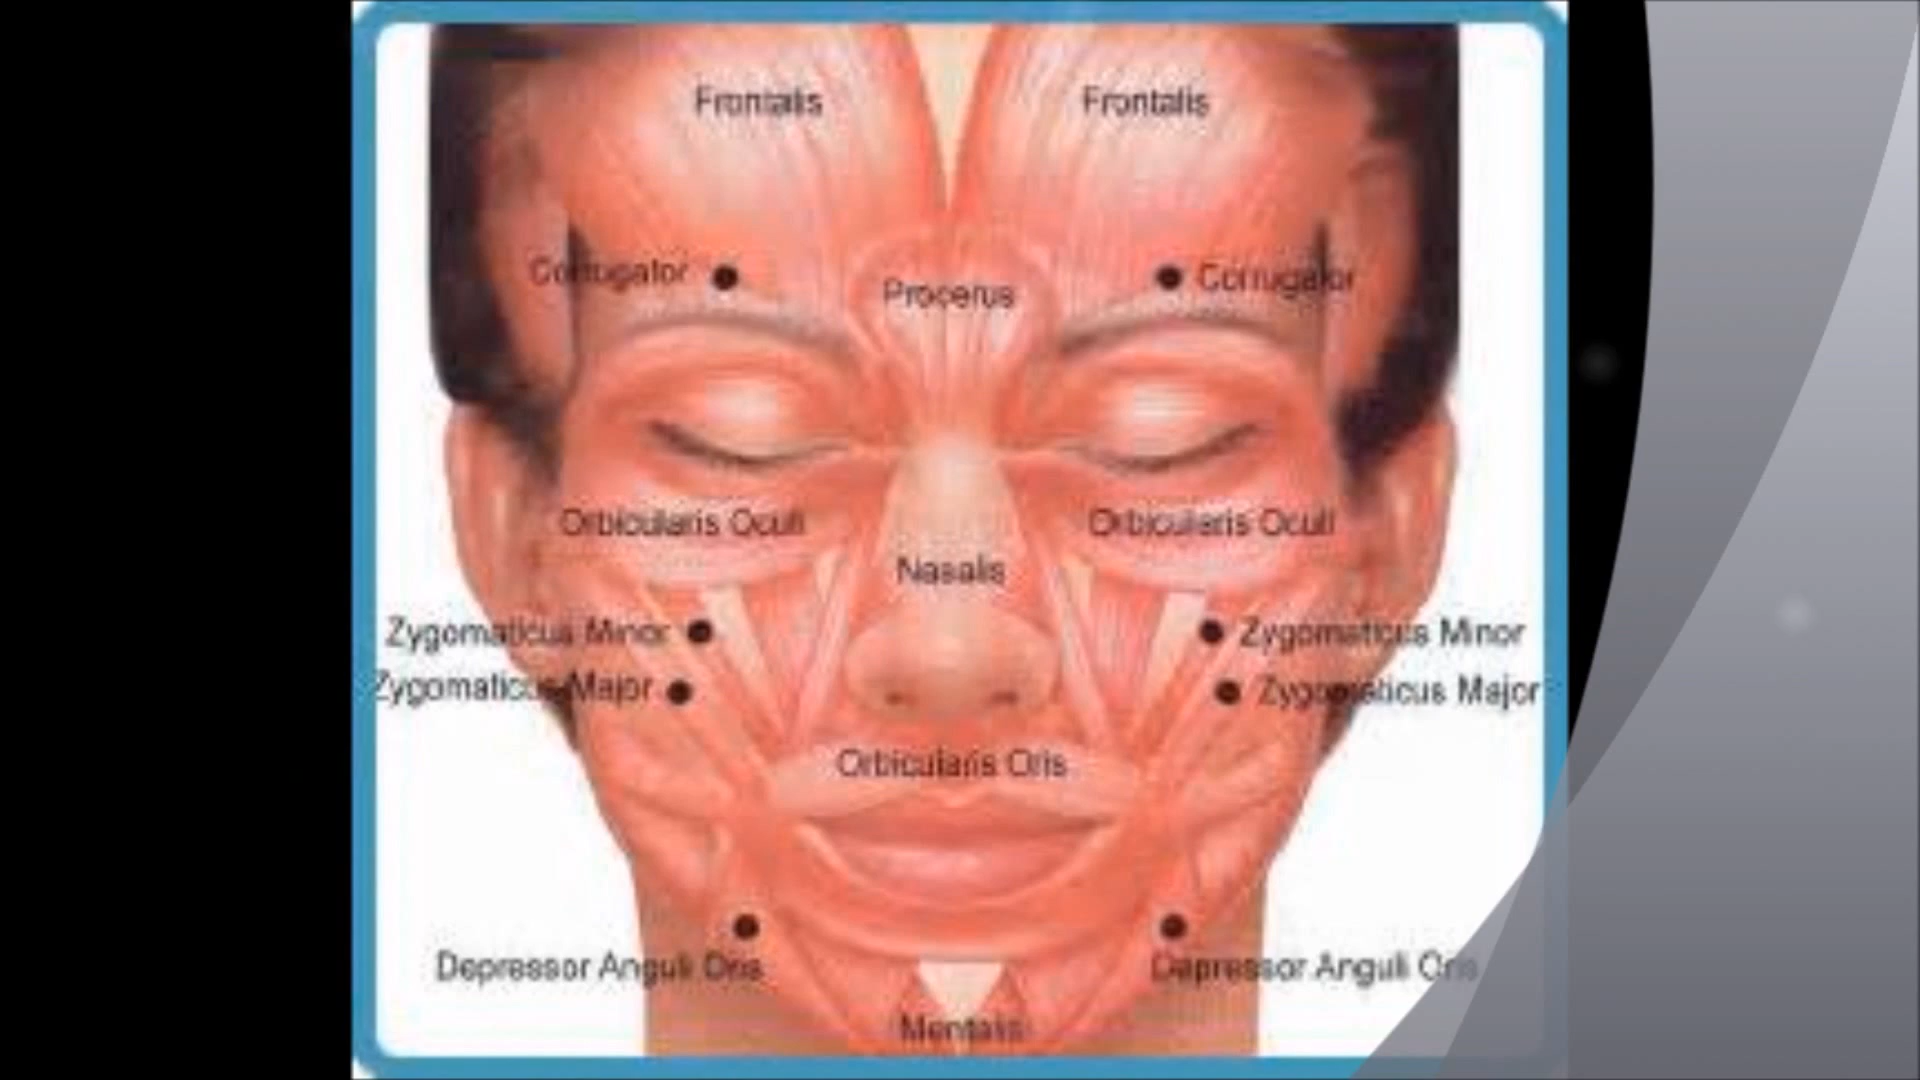 Frontalis Frontalis
Corrugator Procerus Corrugator
Orbicularis Oculi Orbicularis Oculi
Nasalis
Zygomaticus Minor Zygomaticus Minor
Zygomaticus Major Zygomaticus Major
Orbicularis Oris
Depressor Anguli Oris Depressor Anguli Oris
Mentalis